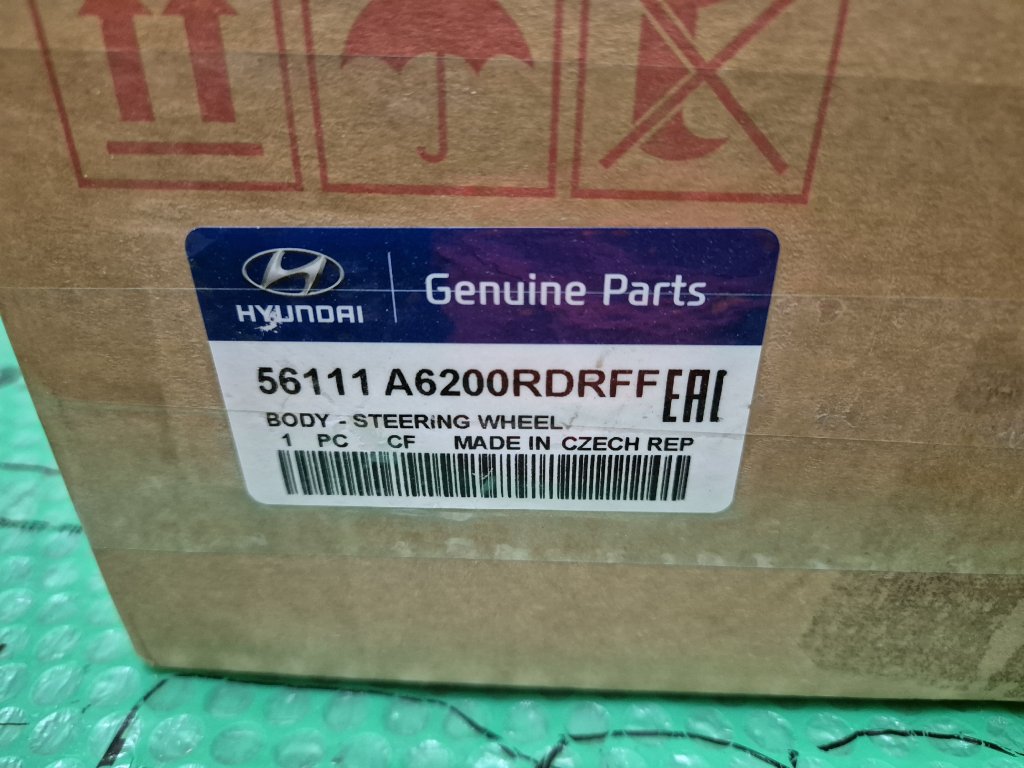 HYUNDAI
Genuine Parts
56111 A6200RDRFF EAC
BODY - STEERING WHEEL
1 PC CF MADE IN CZECH REP